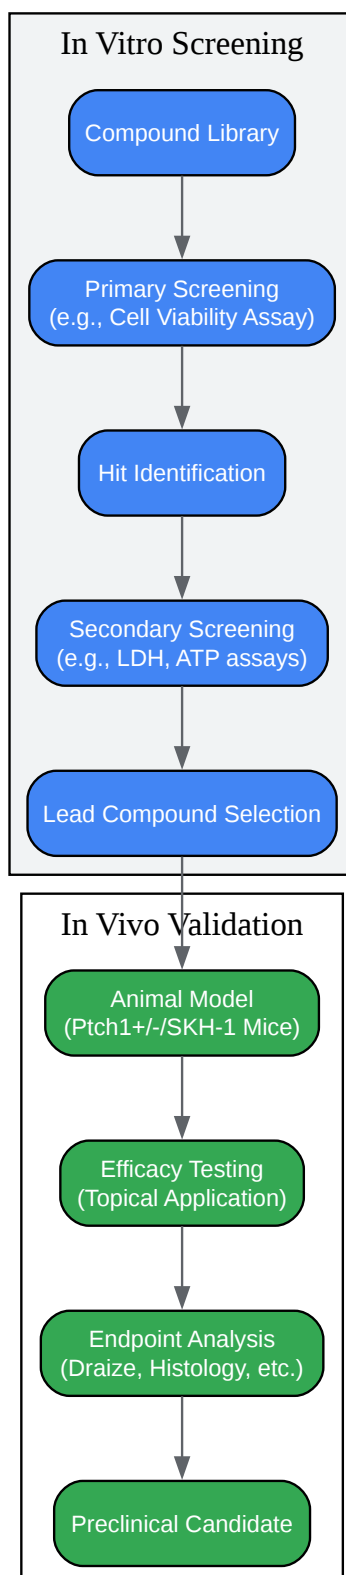 In Vitro Screening
Compound Library
Primary Screening
(e.g., Cell Viability Assay)
Hit Identification
Secondary Screening
(e.g., LDH, ATP assays)
Lead Compound Selection
In Vivo Validation
Animal Model
(Ptch1+/-/SKH-1 Mice)
Efficacy Testing
(Topical Application)
Endpoint Analysis
(Draize, Histology, etc.)
Preclinical Candidate